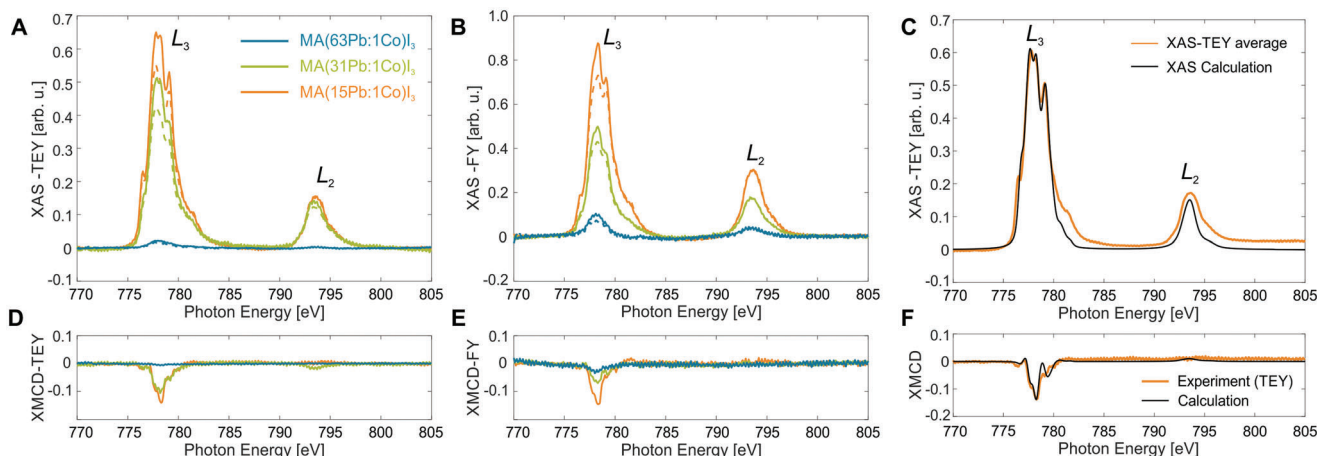 A
XAS -TEY [arb. u.]
0.7
0.6
0.5
0.4
0.3
0.2
0.1
0
-0.1
L3
L2
MA(63Pb:1Co)I3
MA(31Pb:1Co)I3
MA(15Pb:1Co)I3
770 775 780 785 790 795 800 805
Photon Energy [eV]
B
XAS -FY [arb. u.]
1.0
0.8
0.6
0.4
0.2
0
-0.2
L3
L2
770 775 780 785 790 795 800 805
Photon Energy [eV]
C
XAS -TEY [arb. u.]
0.7
0.6
0.5
0.4
0.3
0.2
0.1
0
-0.1
L3
L2
XAS-TEY average
XAS Calculation
770 775 780 785 790 795 800 805
Photon Energy [eV]
D
XMCD-TEY
0.1
0
-0.1
770 775 780 785 790 795 800 805
Photon Energy [eV]
E
XMCD-FY
0.1
0
-0.1
770 775 780 785 790 795 800 805
Photon Energy [eV]
F
XMCD
0.1
0
-0.1
-0.2
Experiment (TEY)
Calculation
770 775 780 785 790 795 800 805
Photon Energy [eV]